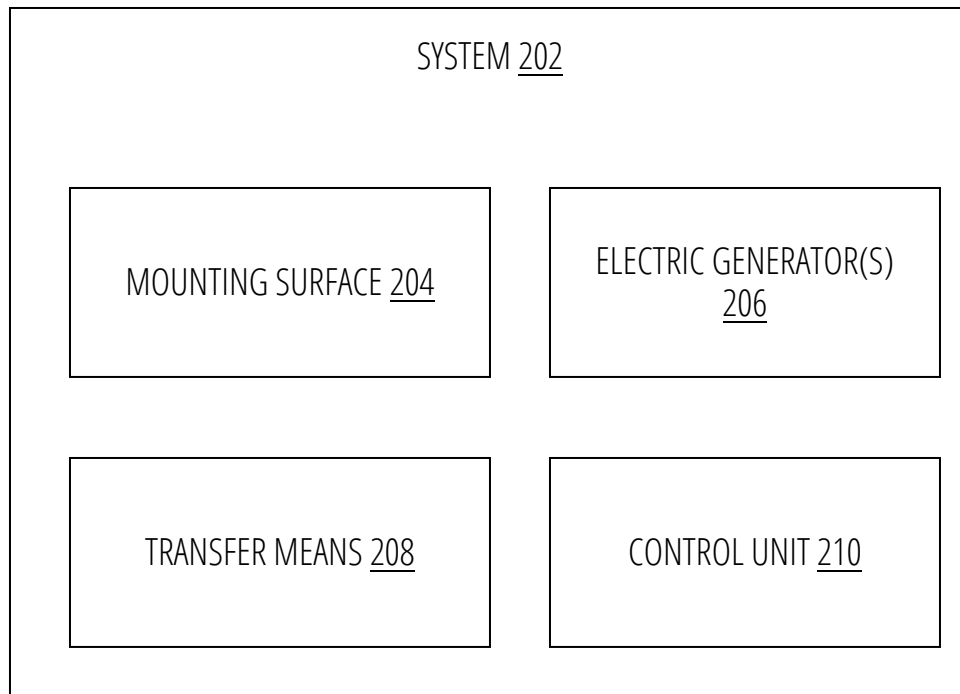 SYSTEM 202
MOUNTING SURFACE 204
ELECTRIC GENERATOR(S)
206
TRANSFER MEANS 208
CONTROL UNIT 210